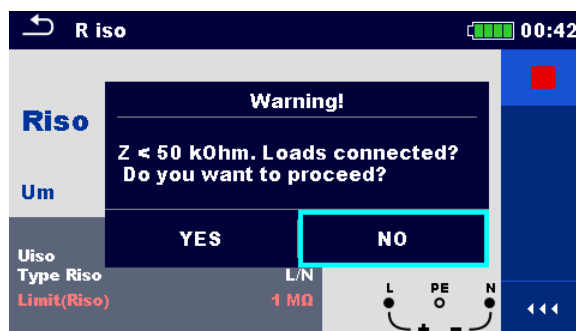 R iso
00:42
Warning!
Riso
Z < 50 kOhm. Loads connected?
Do you want to proceed?
Um
YES
NO
Uiso
Type Riso L/N
Limit(Riso) 1 MΩ
L PE N
+ -